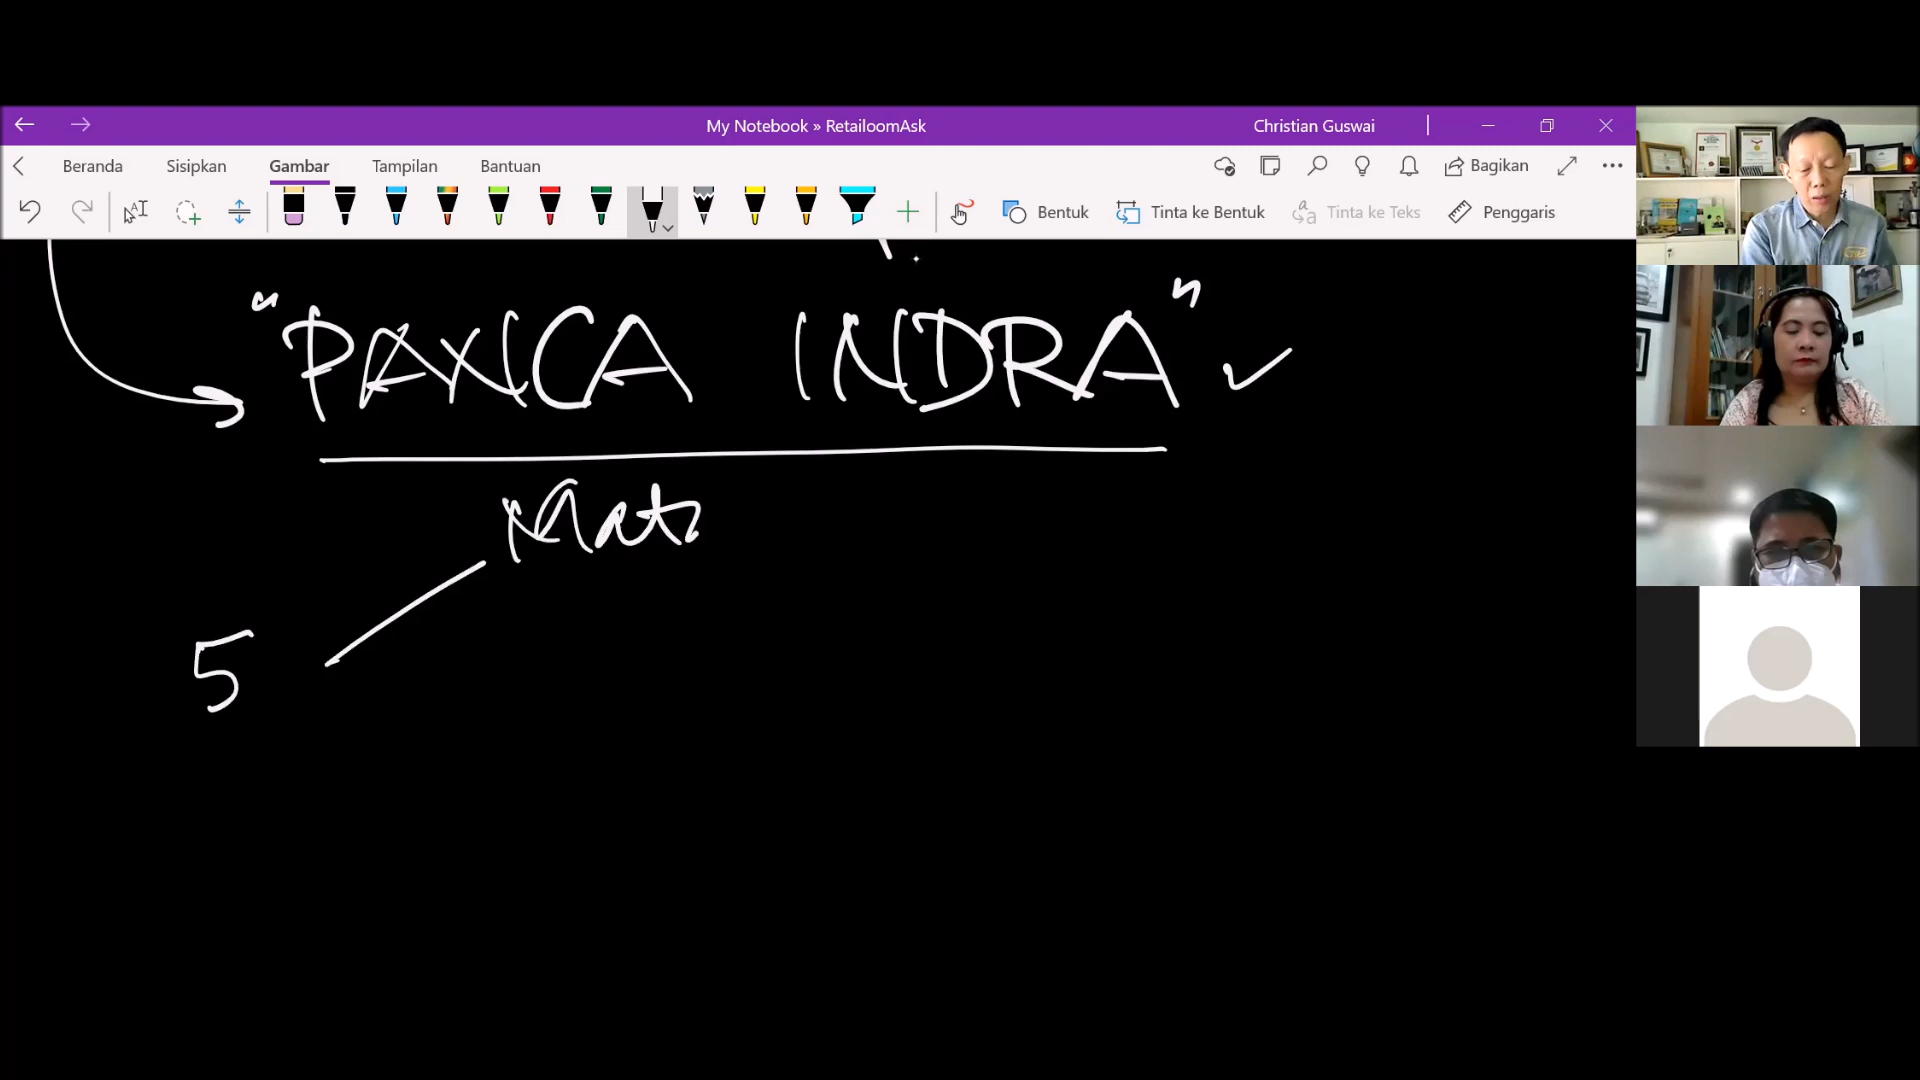 My Notebook » RetailoomAsk Christian Guswai
Beranda Sisipkan Gambar Tampilan Bantuan Bagikan
Bentuk Tinta ke Bentuk Tinta ke Teks Penggaris
"PANCA INDRA"
Mata
5